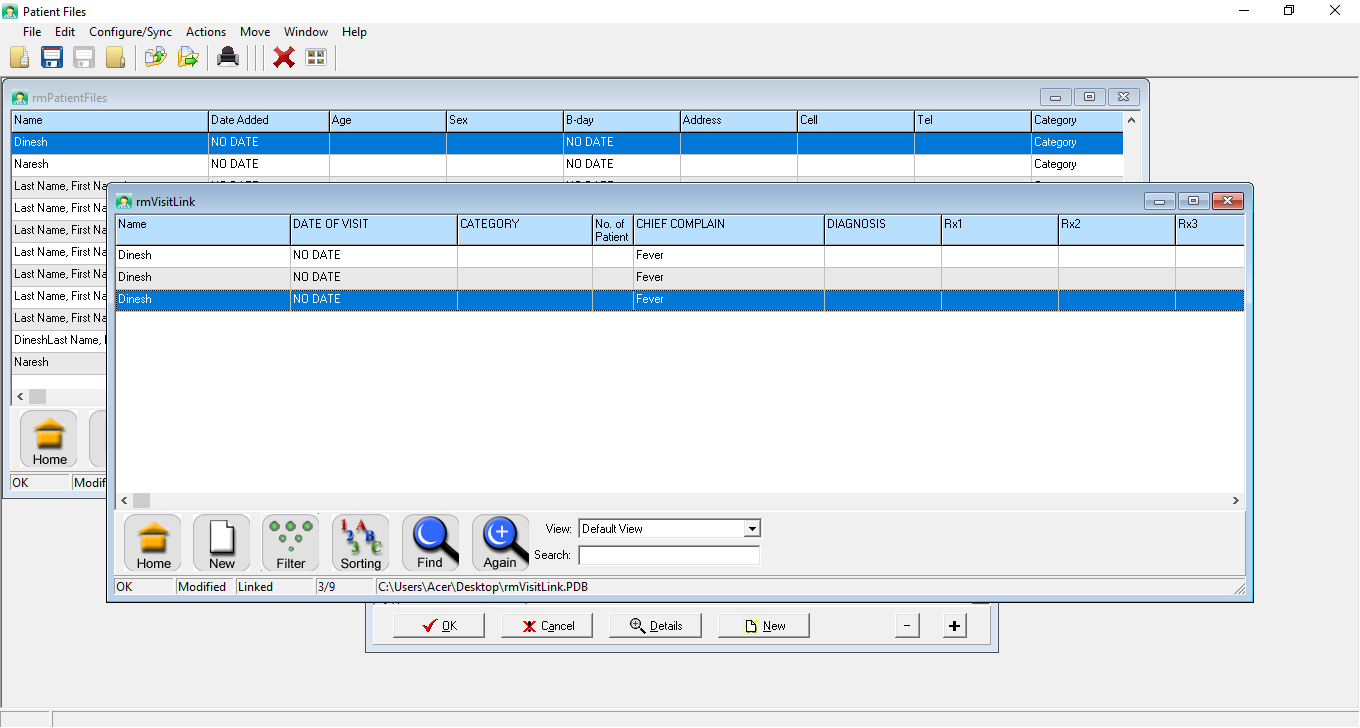 Patient Files
File Edit Configure/Sync Actions Move Window Help
rmPatientFiles
Name Date Added Age Sex B-day Address Cell Tel Category
Dinesh NO DATE NO DATE Category
Naresh NO DATE NO DATE Category
Last Name, First Na
rmVisitLink
Last Name, First Na
Last Name, First Na
Last Name, First Na
Last Name, First Na
Last Name, First Na
Last Name, First Na
DineshLast Name,
Naresh
Home
OK Modif
Name DATE OF VISIT CATEGORY No. of Patient CHIEF COMPLAIN DIAGNOSIS Rx1 Rx2 Rx3
Dinesh NO DATE Fever
Dinesh NO DATE Fever
Dinesh NO DATE Fever
Home New Filter Sorting Find Again
View: Default View
Search:
OK Modified Linked 3/9 C:\Users\Acer\Desktop\rmVisitLink.PDB
OK Cancel Details New - +